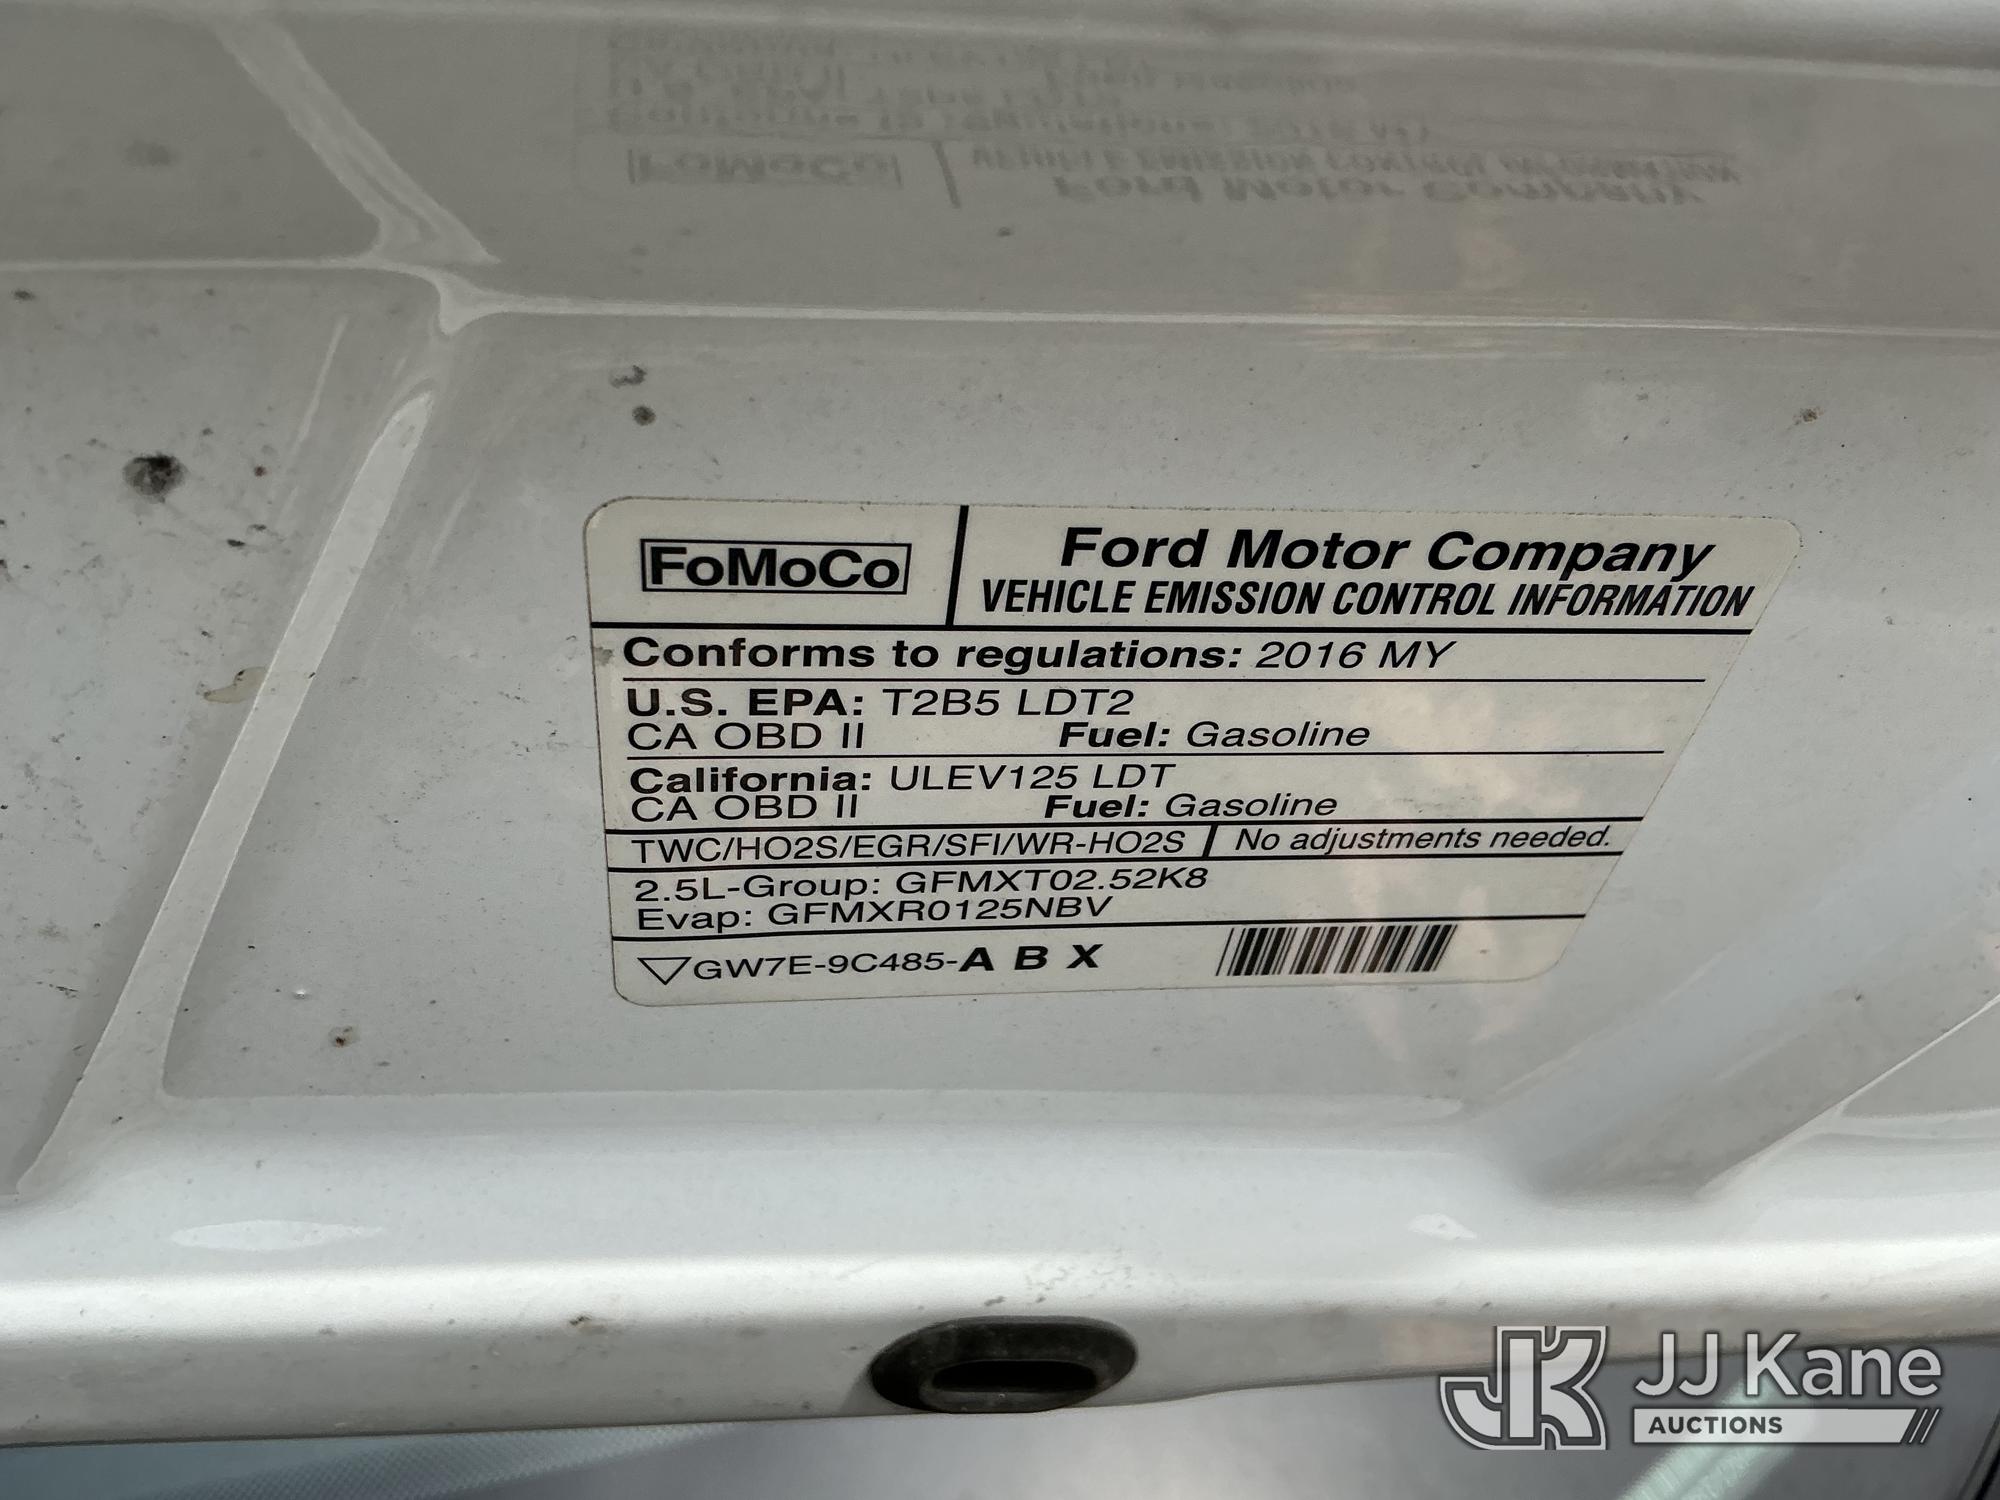 FoMoCo
Ford Motor Company
VEHICLE EMISSION CONTROL INFORMATION
Conforms to regulations: 2016 MY
U.S. EPA: T2B5 LDT2
CA OBD II Fuel: Gasoline
California: ULEV125 LDT
CA OBD II Fuel: Gasoline
TWC/HO2S/EGR/SFI/WR-HO2S No adjustments needed.
2.5L-Group: GFMXT02.52K8
Evap: GFMXR0125NBV
GW7E-9C485-A B X
JK JJ Kane
AUCTIONS